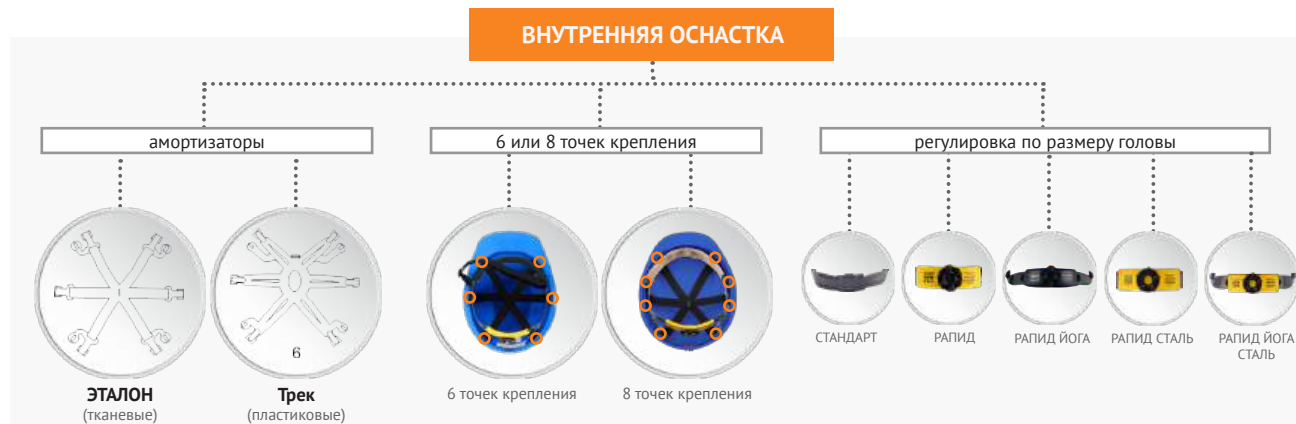 ВНУТРЕННЯЯ ОСНАСТКА
амортизаторы
6 или 8 точек крепления
регулировка по размеру головы
6
ЭТАЛОН
(тканевые)
Трек
(пластиковые)
6 точек крепления
8 точек крепления
СТАНДАРТ
РАПИД
РАПИД ЙОГА
РАПИД СТАЛЬ
РАПИД ЙОГА
СТАЛЬ